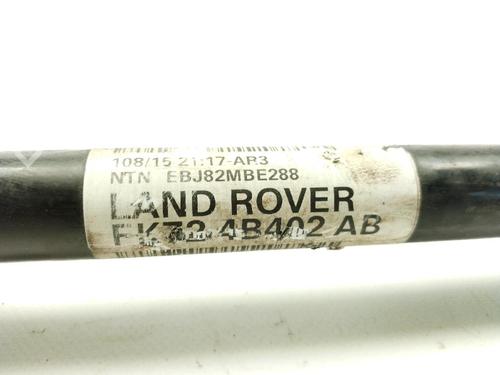 108/15 21:17-AR3
NTN EBJ82MBE288
LAND ROVER
FK72 4B402 AB